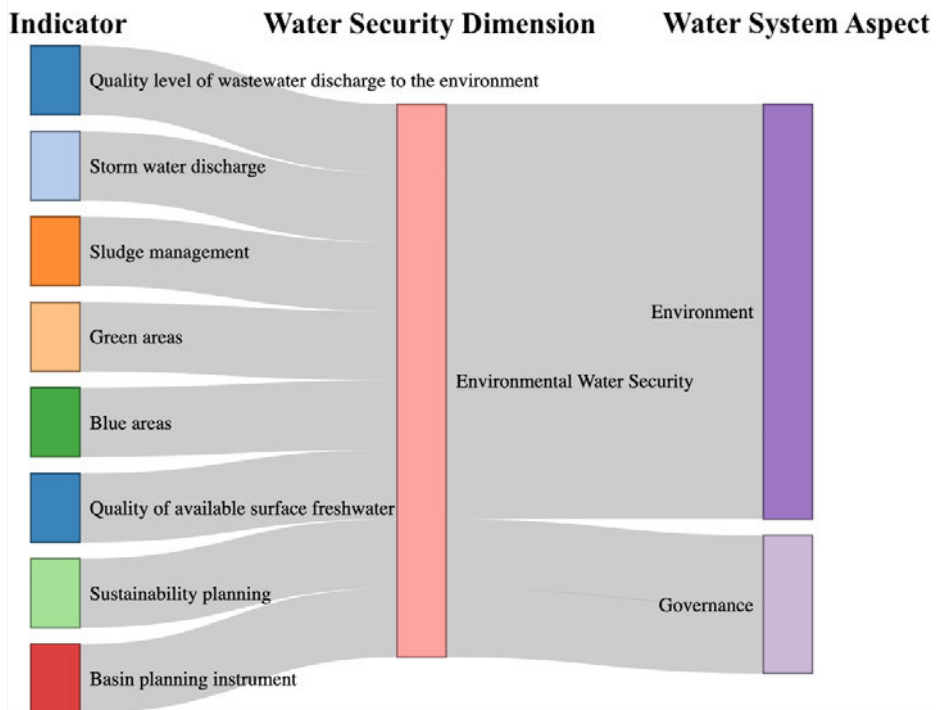 Indicator
Water Security Dimension
Water System Aspect
Quality level of wastewater discharge to the environment
Storm water discharge
Sludge management
Green areas
Blue areas
Quality of available surface freshwater
Sustainability planning
Basin planning instrument
Environmental Water Security
Environment
Governance